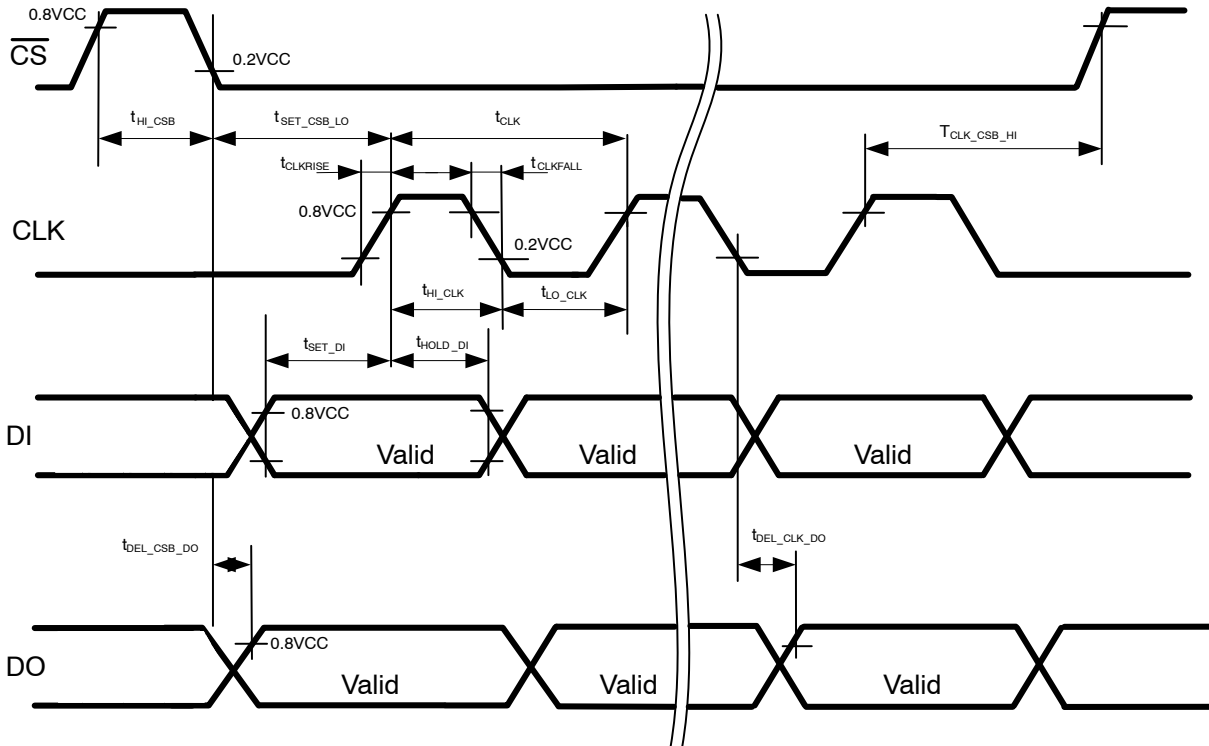 0.8VCC
CS
0.2VCC
tHI_CSB
tSET_CSB_LO
tCLK
TCLK_CSB_HI
tCLKRISE
tCLKFALL
0.8VCC
CLK
0.2VCC
tHI_CLK
tLO_CLK
tSET_DI
tHOLD_DI
0.8VCC
DI
Valid
Valid
Valid
tDEL_CSB_DO
tDEL_CLK_DO
0.8VCC
DO
Valid
Valid
Valid